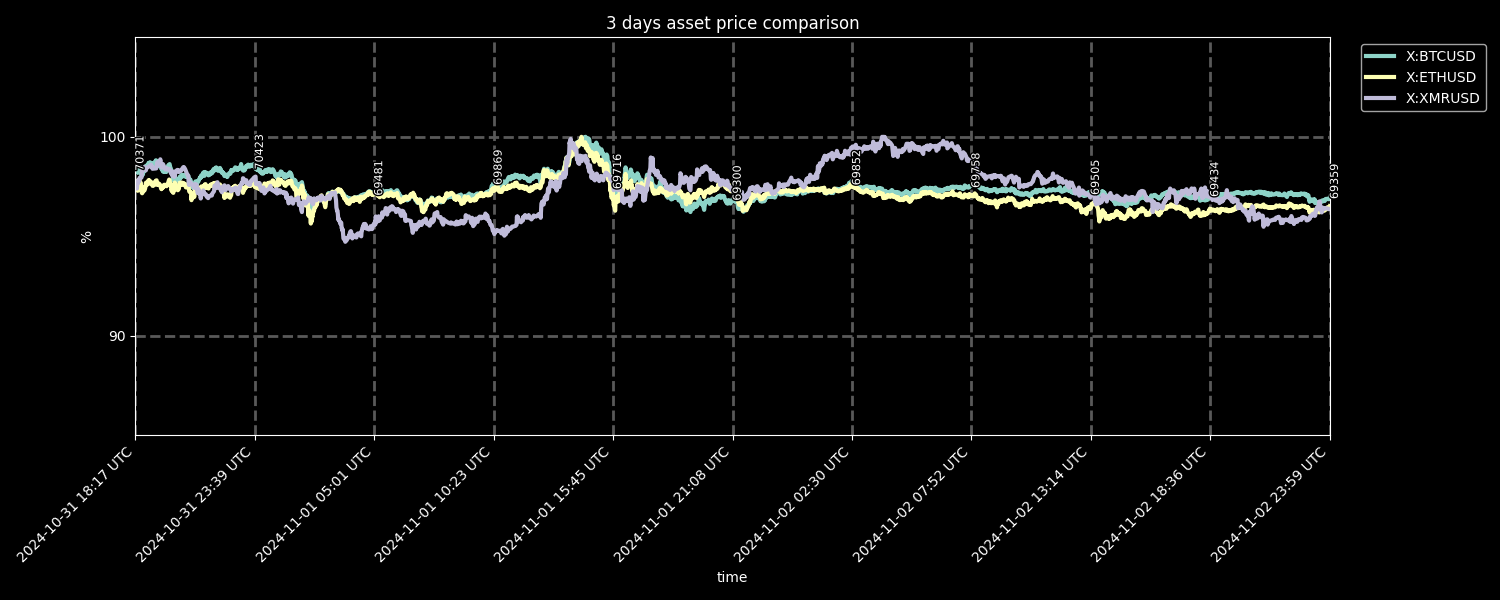 3 days asset price comparison
X:BTCUSD
X:ETHUSD
X:XMRUSD
100
90
%
70371
70423
69481
69869
69716
69300
69852
69758
69505
69434
69359
2024-10-31 18:17 UTC
2024-10-31 23:39 UTC
2024-11-01 05:01 UTC
2024-11-01 10:23 UTC
2024-11-01 15:45 UTC
2024-11-01 21:08 UTC
2024-11-02 02:30 UTC
2024-11-02 07:52 UTC
2024-11-02 13:14 UTC
2024-11-02 18:36 UTC
2024-11-02 23:59 UTC
time